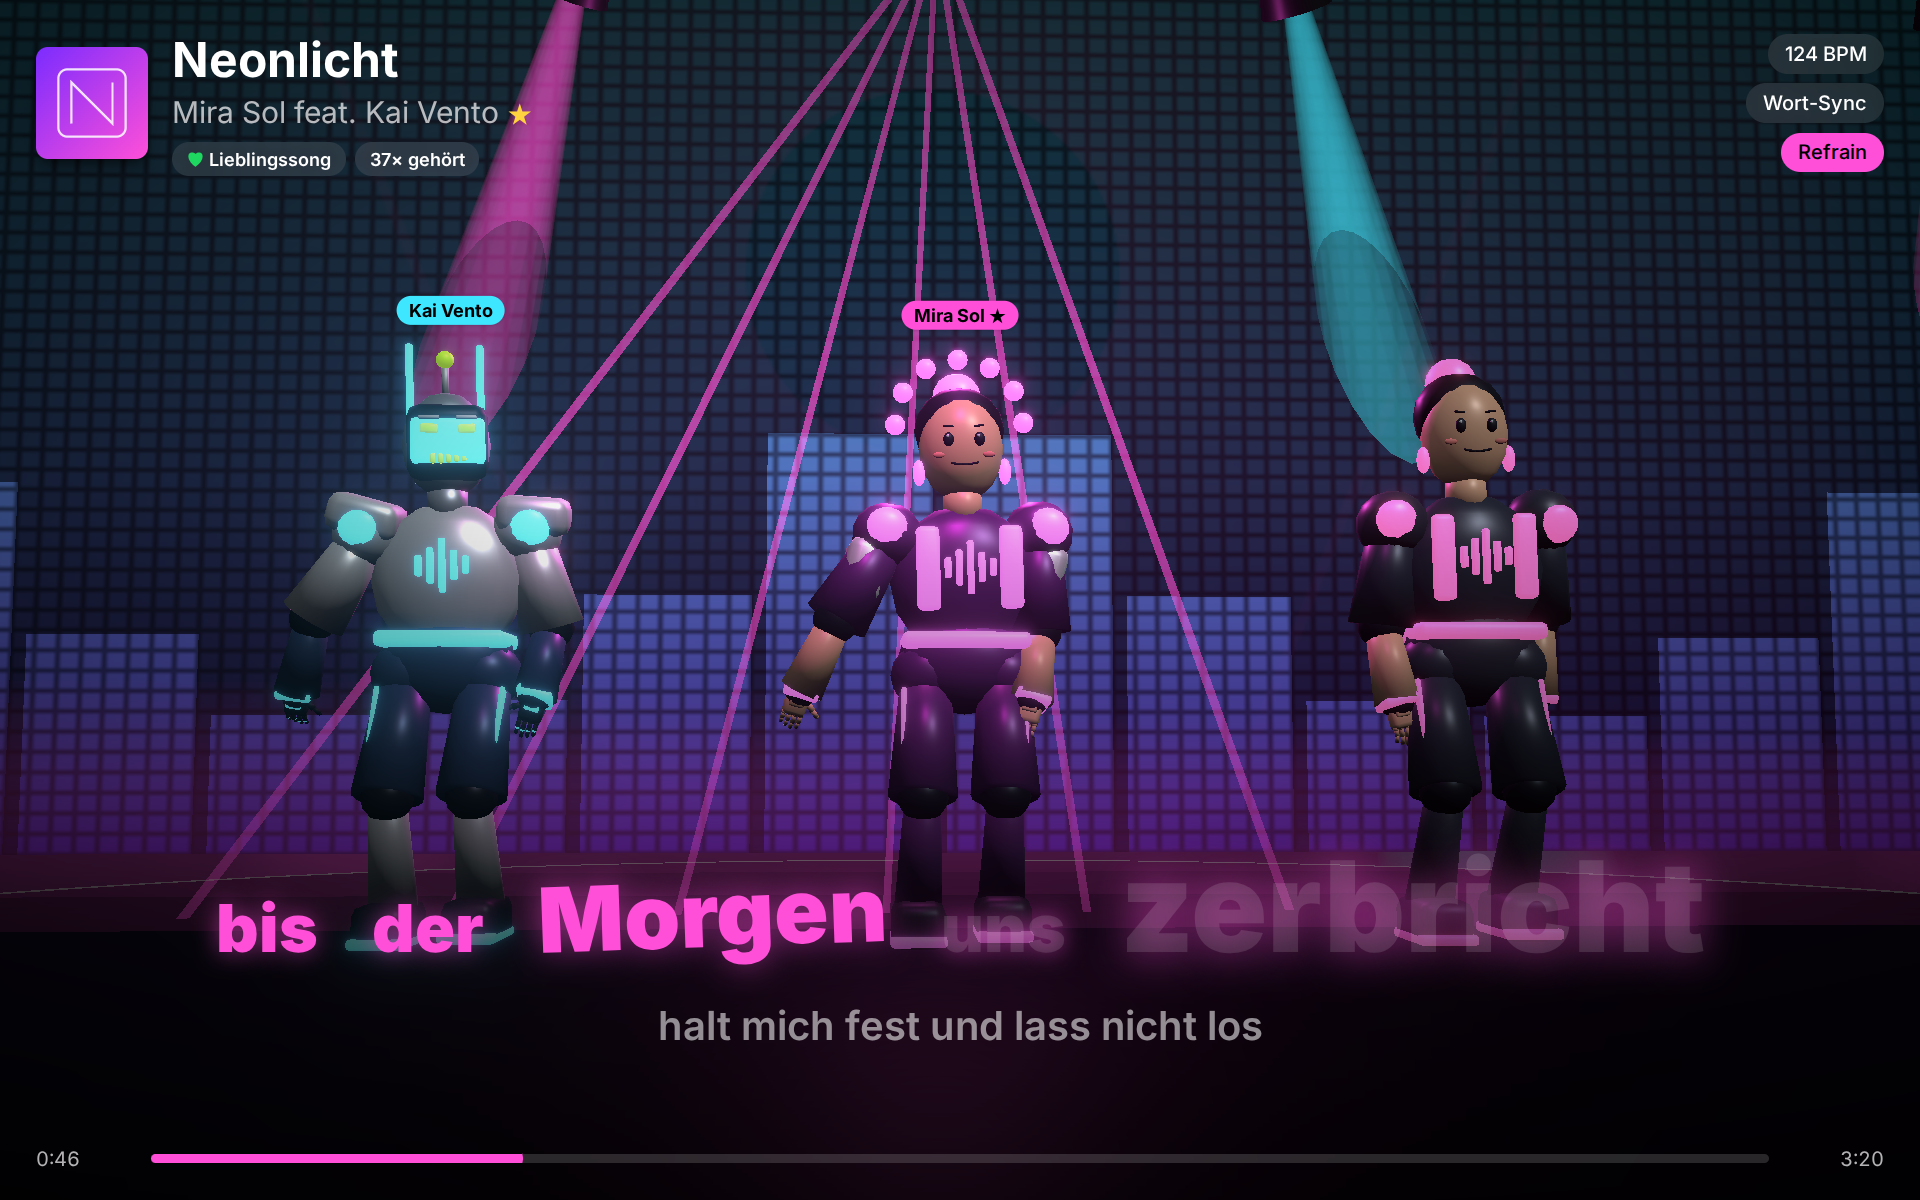 N
Neonlicht
Mira Sol feat. Kai Vento ★
Lieblingssong
37× gehört
124 BPM
Wort-Sync
Refrain
Kai Vento
Mira Sol ★
bis der Morgen uns zerbricht
halt mich fest und lass nicht los
0:46
3:20